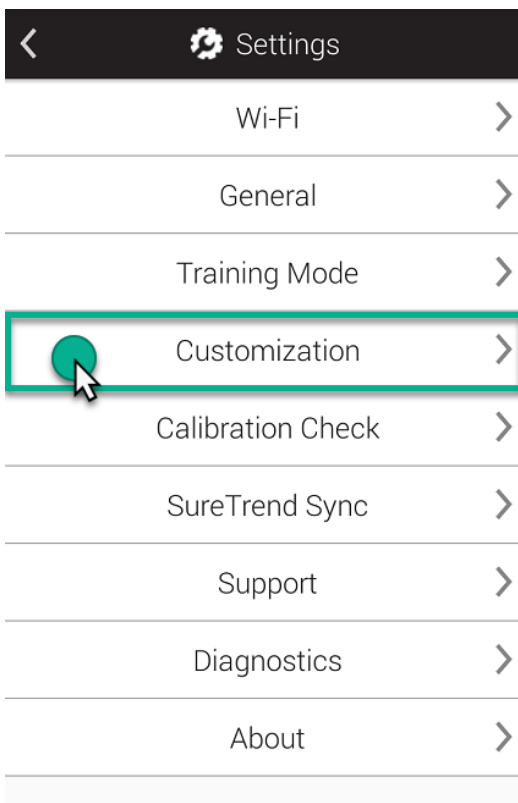 Settings
Wi-Fi
General
Training Mode
Customization
Calibration Check
SureTrend Sync
Support
Diagnostics
About